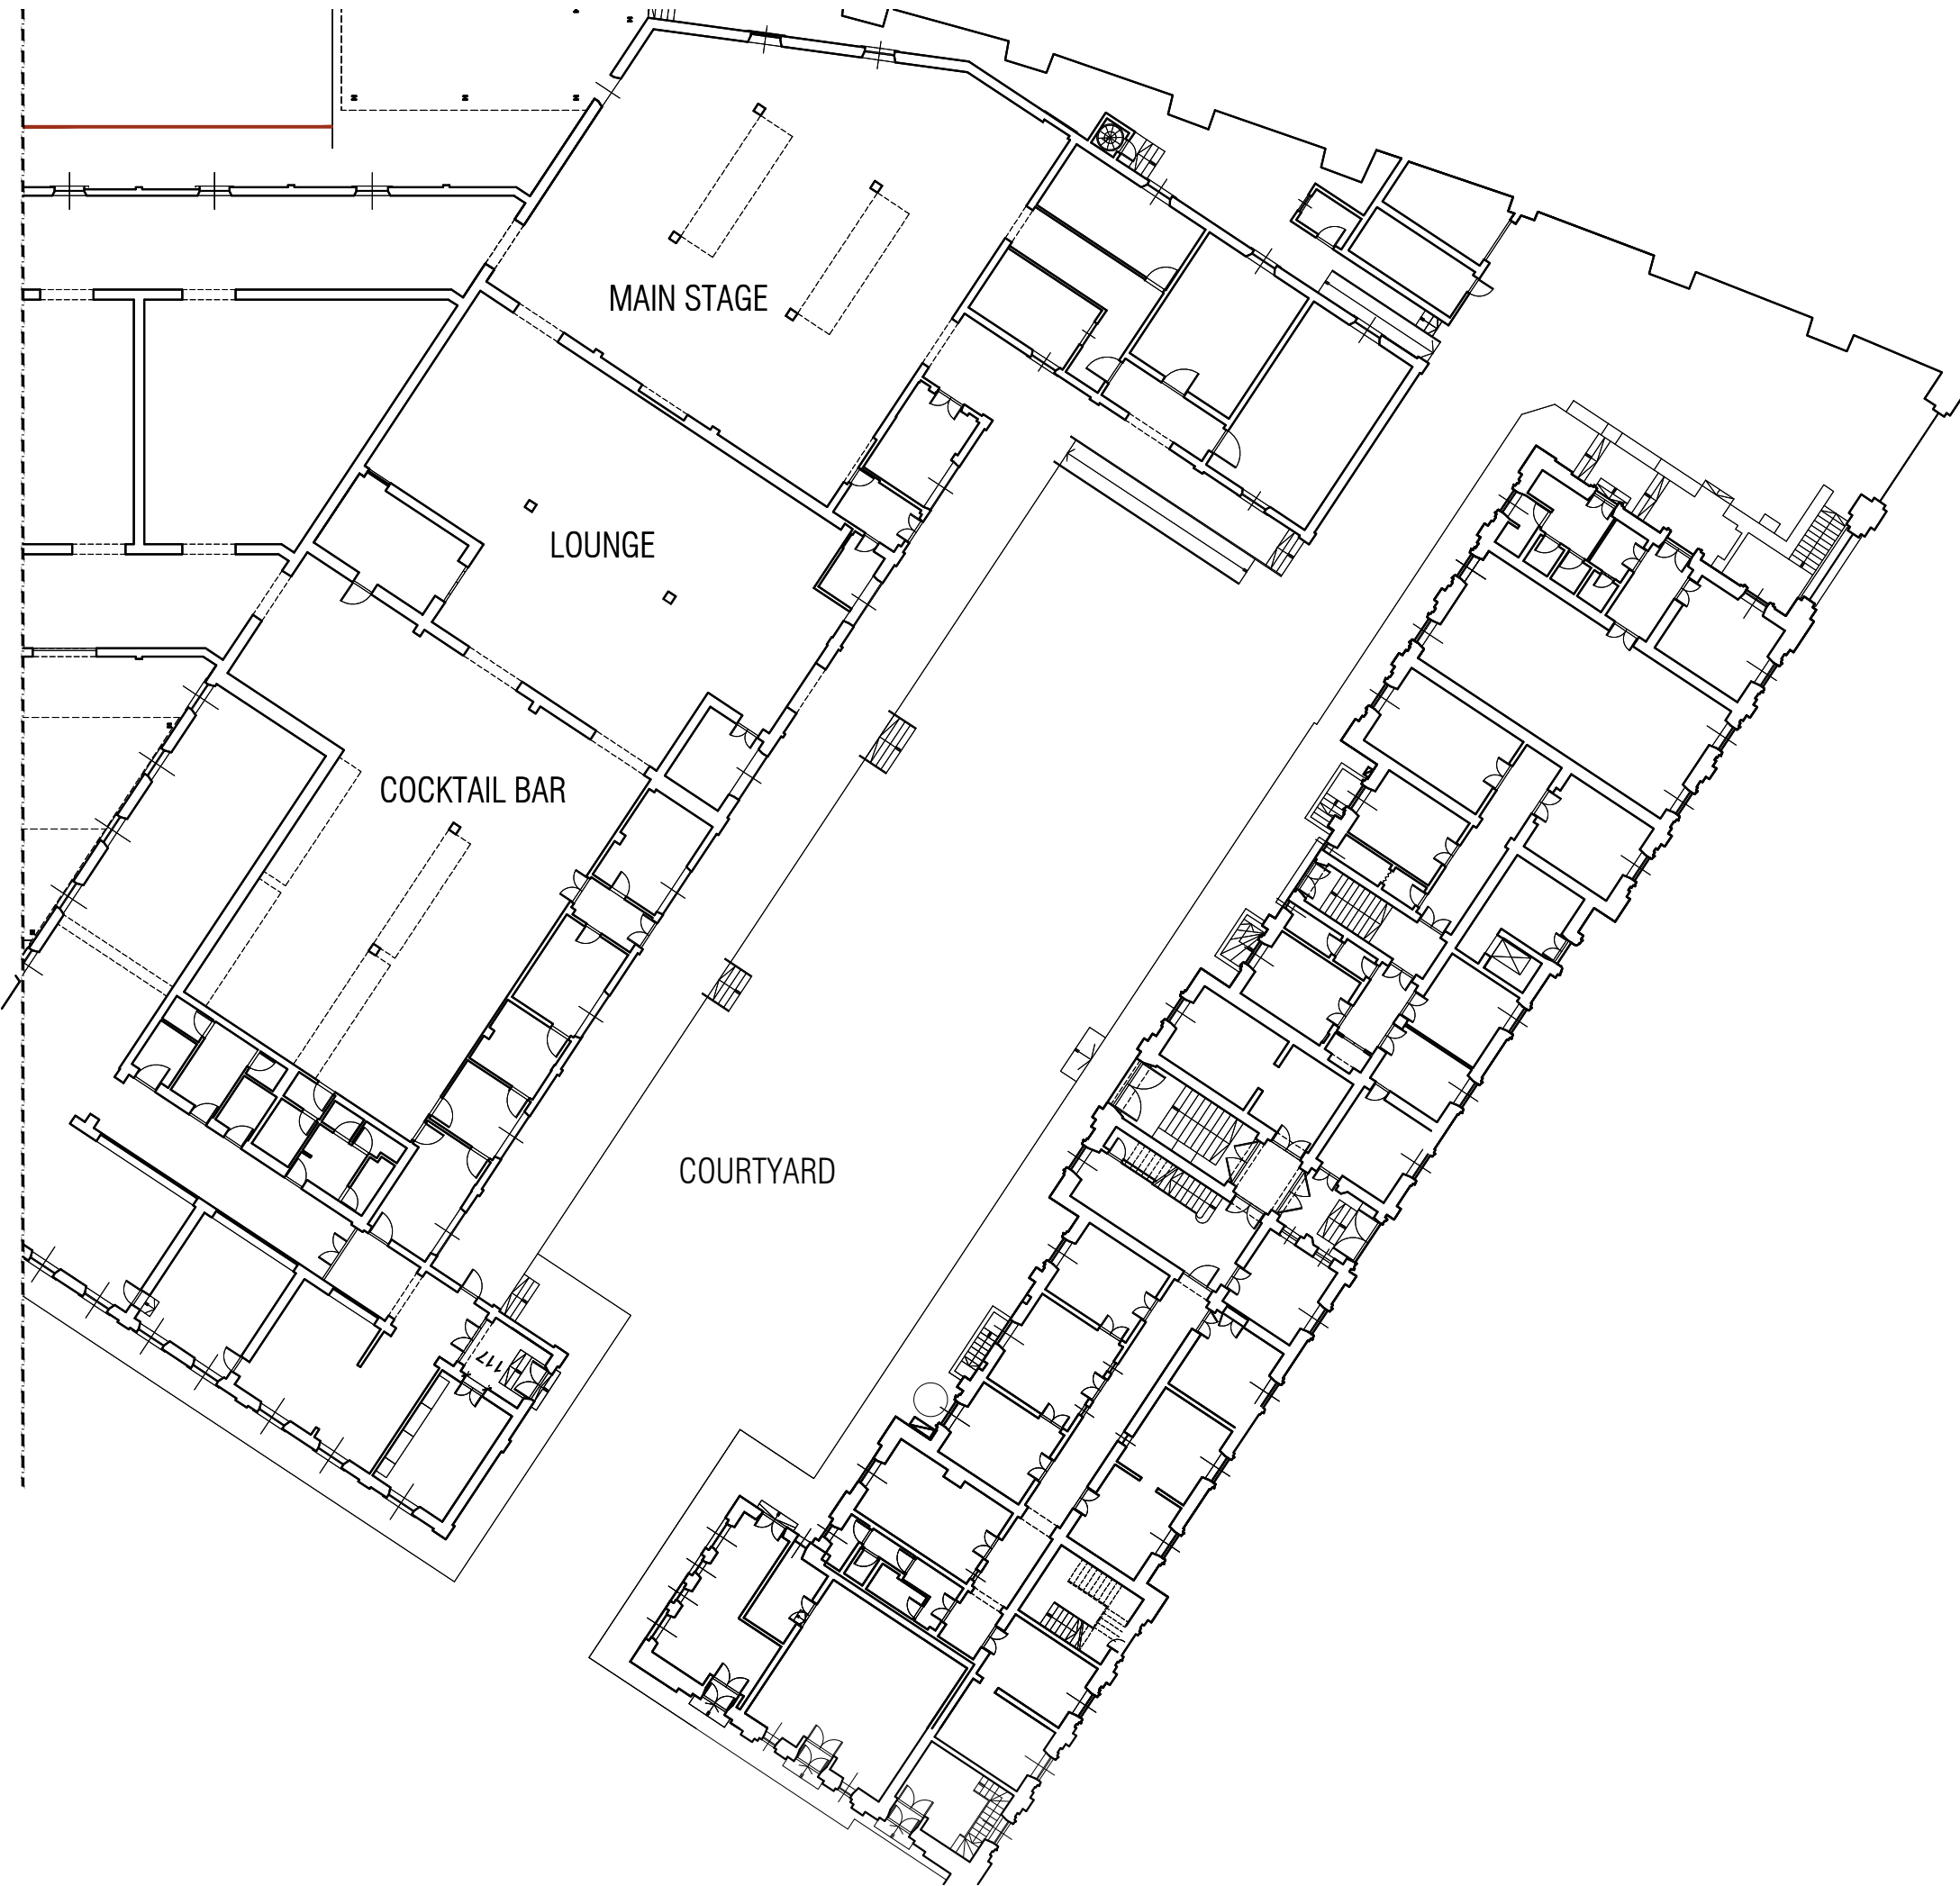 MAIN STAGE
LOUNGE
COCKTAIL BAR
COURTYARD
117